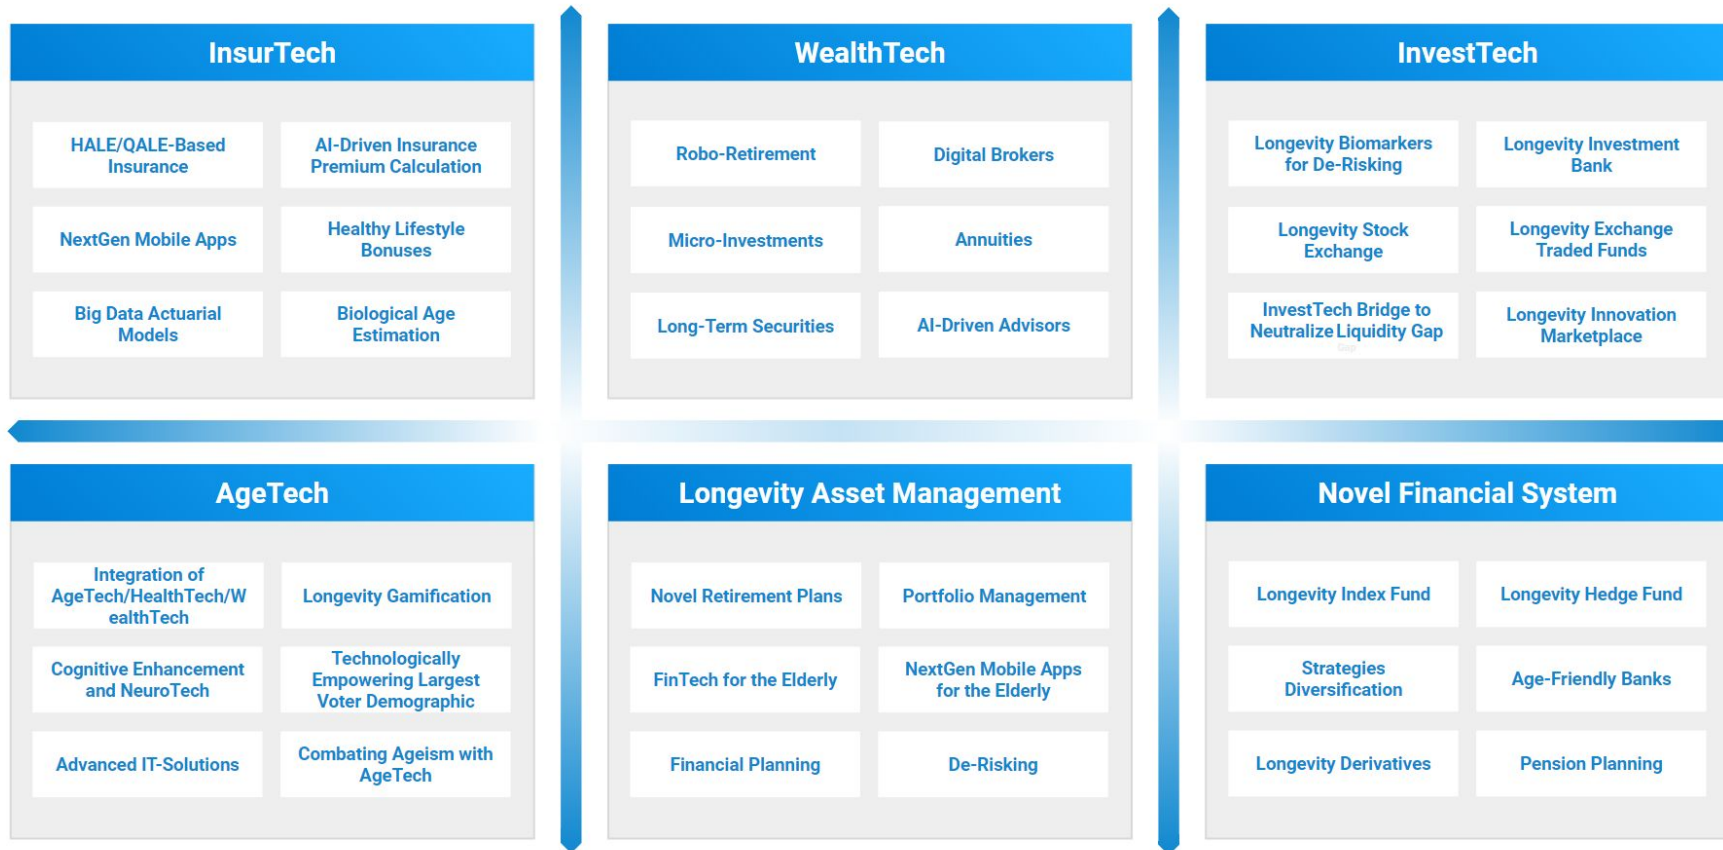 InsurTech
HALE/QALE-Based
Insurance
AI-Driven Insurance
Premium Calculation
NextGen Mobile Apps
Healthy Lifestyle
Bonuses
Big Data Actuarial
Models
Biological Age
Estimation
WealthTech
Robo-Retirement
Digital Brokers
Micro-Investments
Annuities
Long-Term Securities
AI-Driven Advisors
InvestTech
Longevity Biomarkers
for De-Risking
Longevity Investment
Bank
Longevity Stock
Exchange
Longevity Exchange
Traded Funds
InvestTech Bridge to
Neutralize Liquidity Gap
Gap
Longevity Innovation
Marketplace
AgeTech
Integration of
AgeTech/HealthTech/W
ealthTech
Longevity Gamification
Cognitive Enhancement
and NeuroTech
Technologically
Empowering Largest
Voter Demographic
Advanced IT-Solutions
Combating Ageism with
AgeTech
Longevity Asset Management
Novel Retirement Plans
Portfolio Management
FinTech for the Elderly
NextGen Mobile Apps
for the Elderly
Financial Planning
De-Risking
Novel Financial System
Longevity Index Fund
Longevity Hedge Fund
Strategies
Diversification
Age-Friendly Banks
Longevity Derivatives
Pension Planning